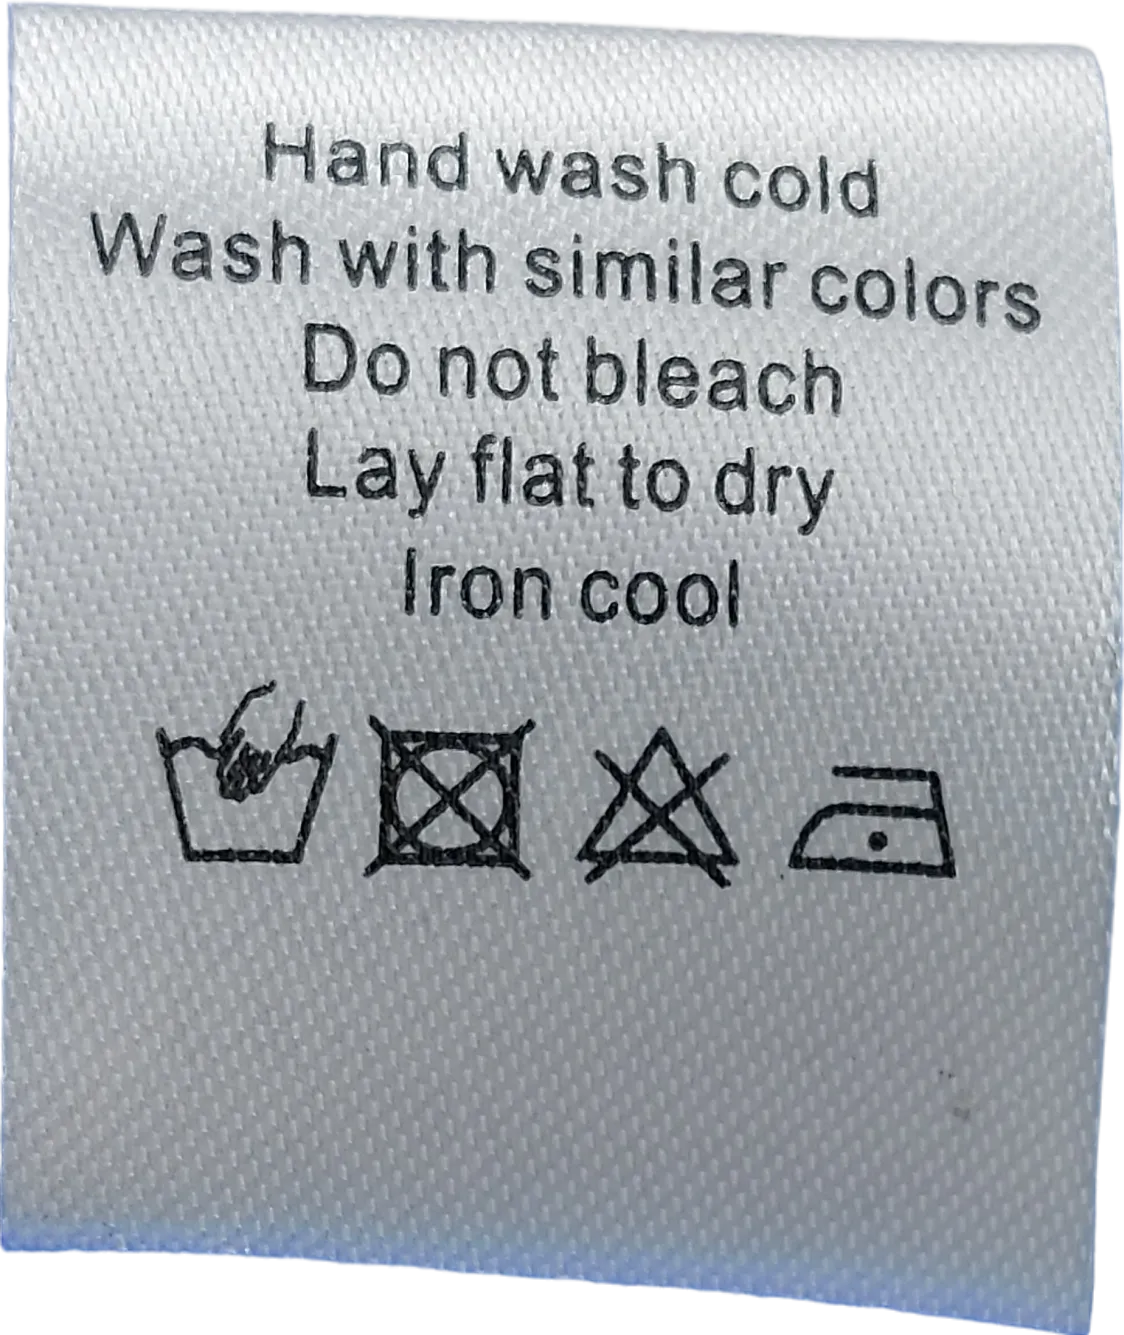 Hand wash cold
Wash with similar colors
Do not bleach
Lay flat to dry
Iron cool